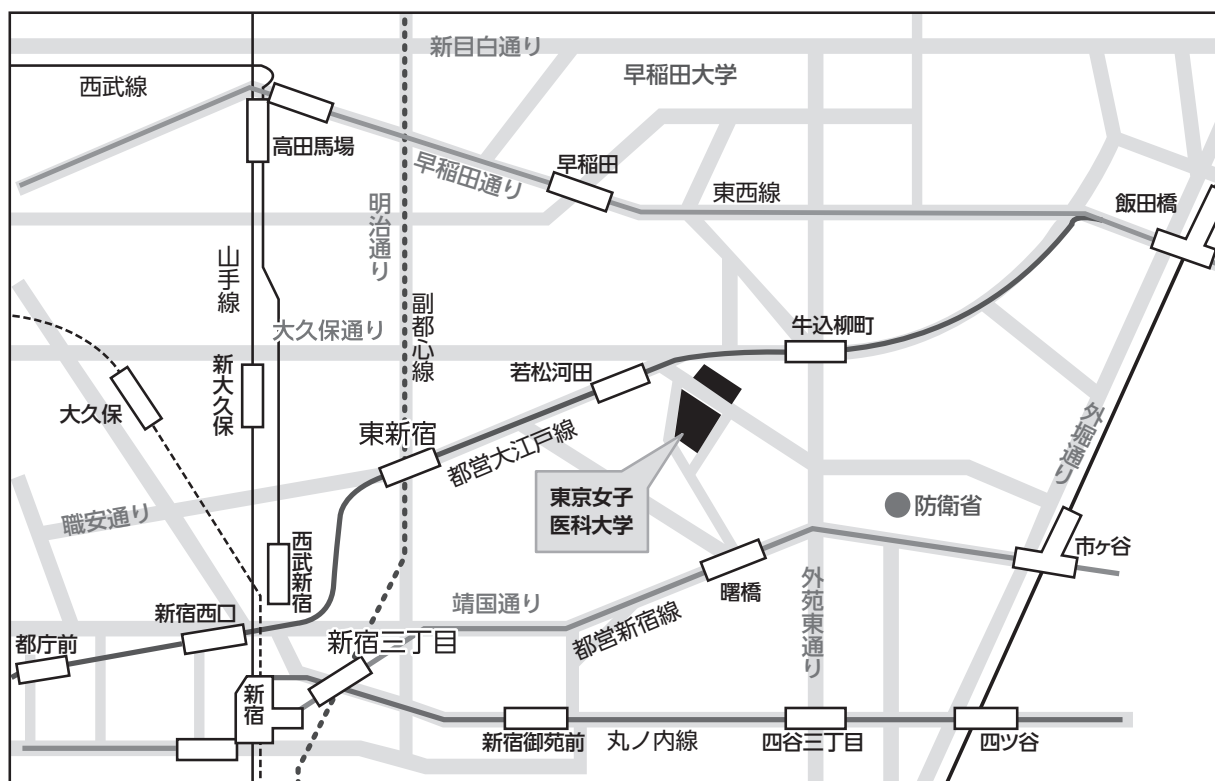 新目白通り
西武線
早稲田大学
高田馬場
早稲田通り
早稲田
東西線
飯田橋
明治通り
山手線
大久保通り
副都心線
牛込柳町
新大久保
若松河田
大久保
東新宿
都営大江戸線
外堀通り
東京女子
医科大学
防衛省
職安通り
西武新宿
市ヶ谷
曙橋
靖国通り
新宿西口
外苑東通り
都営新宿線
都庁前
新宿三丁目
新宿
新宿御苑前
丸ノ内線
四谷三丁目
四ツ谷